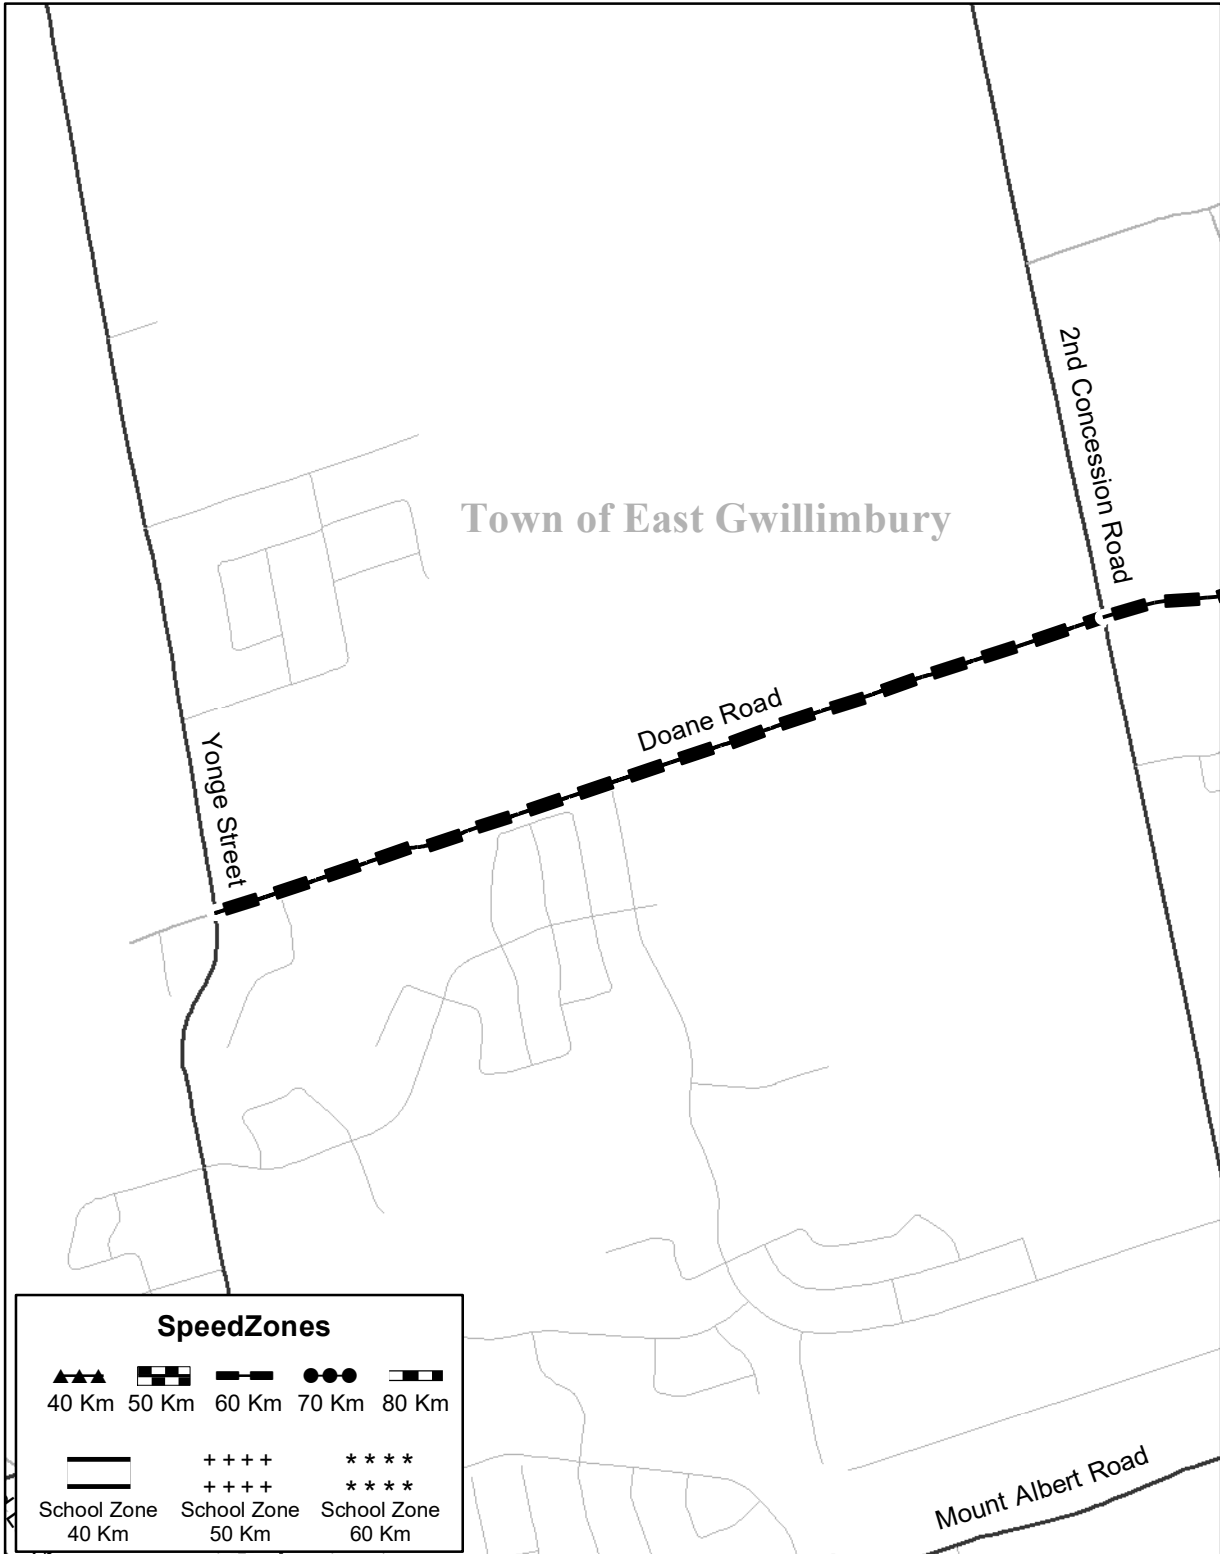 2nd Concession Road
Town of East Gwillimbury
Doane Road
Yonge Street
SpeedZones
40 Km 50 Km 60 Km 70 Km 80 Km
++++ ****
++++ ****
School Zone School Zone School Zone
40 Km 50 Km 60 Km
Mount Albert Road